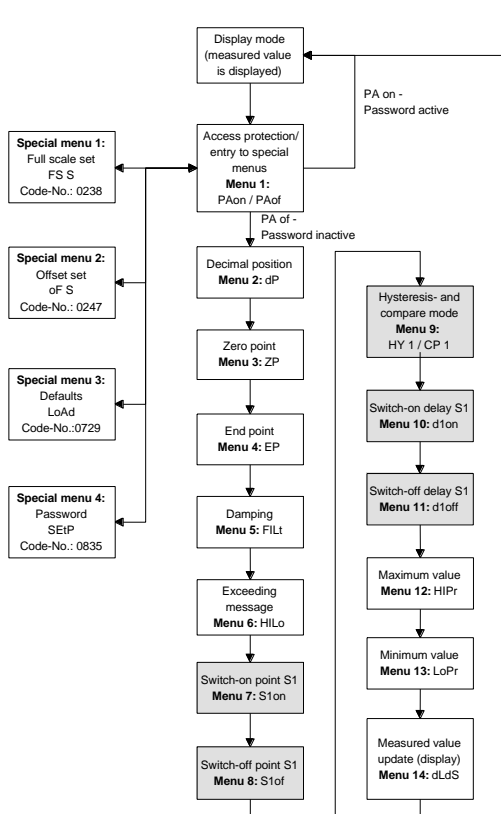 Display mode
(measured value
is displayed)
PA on -
Password active
Access protection/
entry to special
menus
Menu 1:
PAon / PAof
PA of -
Password inactive
Special menu 1:
Full scale set
FS S
Code-No.: 0238
Special menu 2:
Offset set
oF S
Code-No.: 0247
Special menu 3:
Defaults
LoAd
Code-No.:0729
Special menu 4:
Password
SEtP
Code-No.: 0835
Decimal position
Menu 2: dP
Zero point
Menu 3: ZP
End point
Menu 4: EP
Damping
Menu 5: FILt
Exceeding
message
Menu 6: HILo
Switch-on point S1
Menu 7: S1on
Switch-off point S1
Menu 8: S1of
Hysteresis- and
compare mode
Menu 9:
HY 1 / CP 1
Switch-on delay S1
Menu 10: d1on
Switch-off delay S1
Menu 11: d1off
Maximum value
Menu 12: HIPr
Minimum value
Menu 13: LoPr
Measured value
update (display)
Menu 14: dLdS